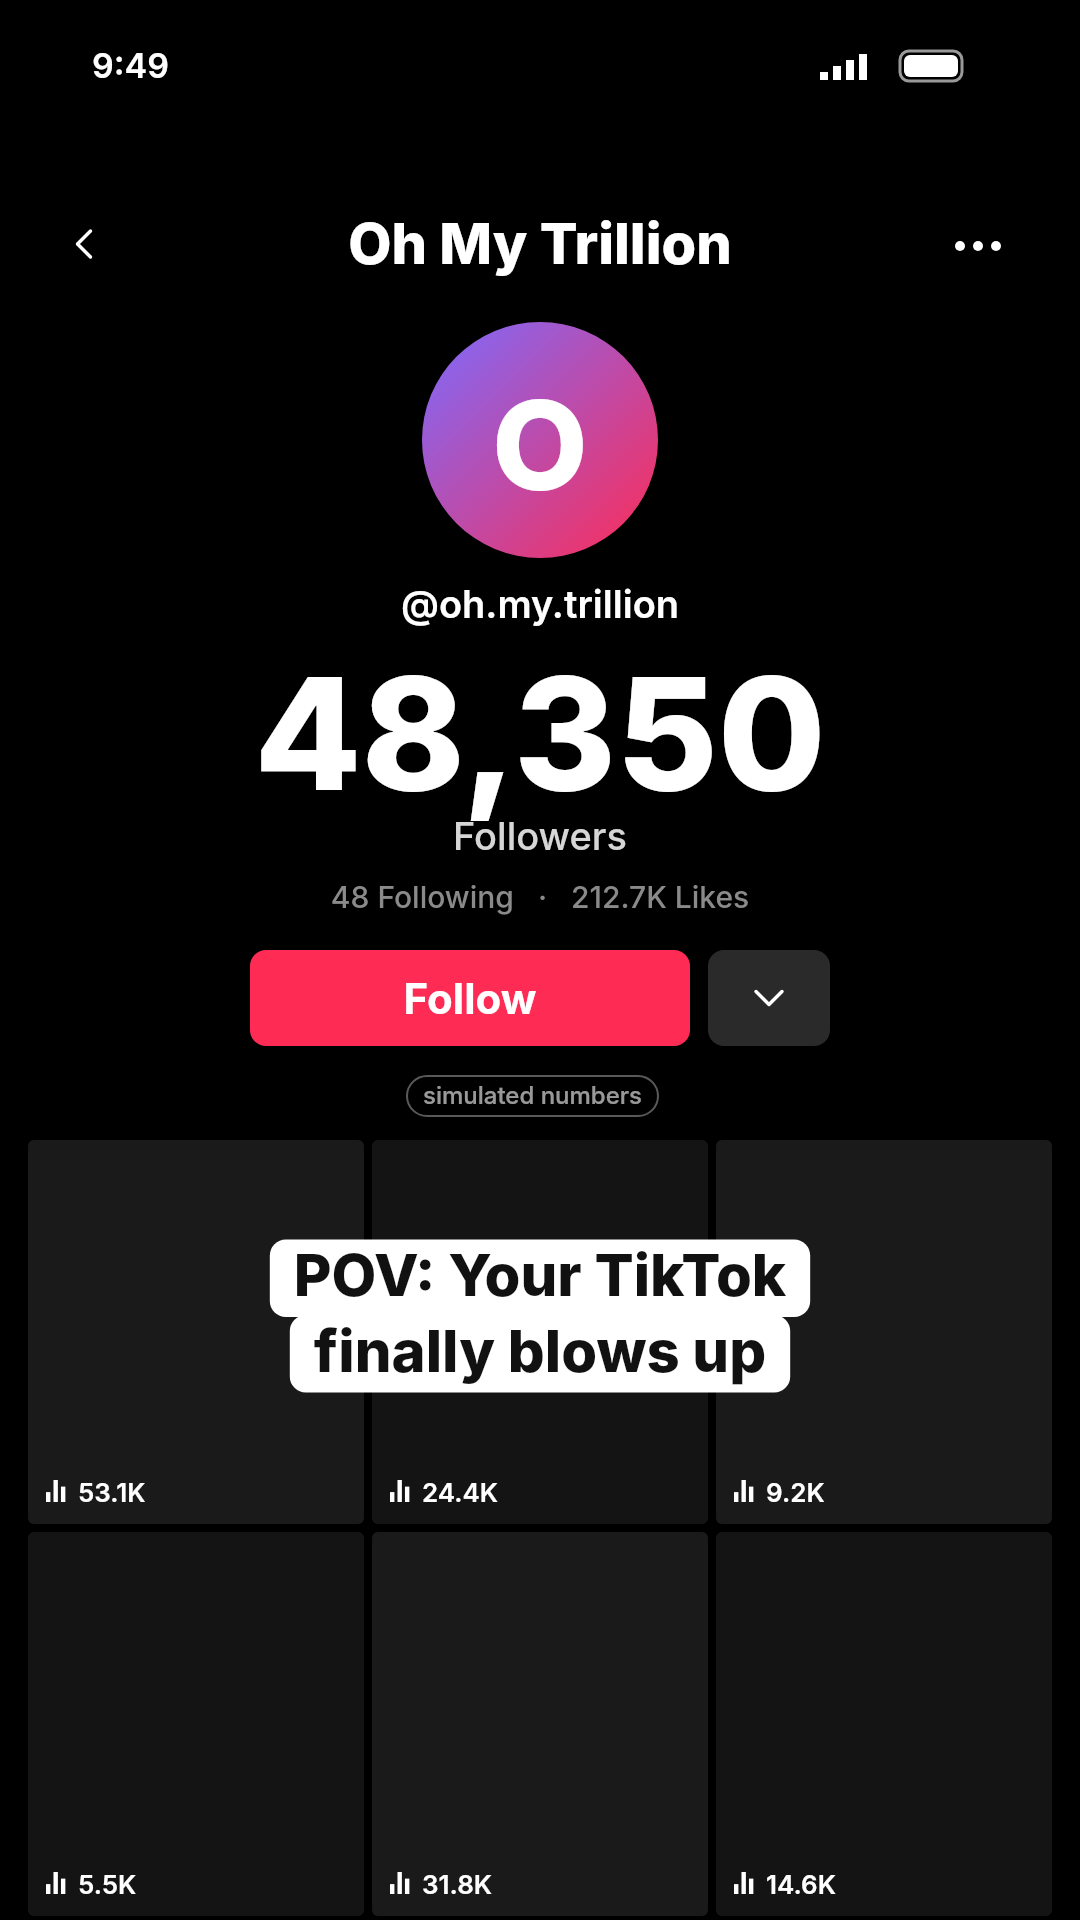 9:49
Oh My Trillion
O
@oh.my.trillion
48,350
Followers
48 Following · 212.7K Likes
Follow
simulated numbers
POV: Your TikTok
finally blows up
53.1K
24.4K
9.2K
5.5K
31.8K
14.6K